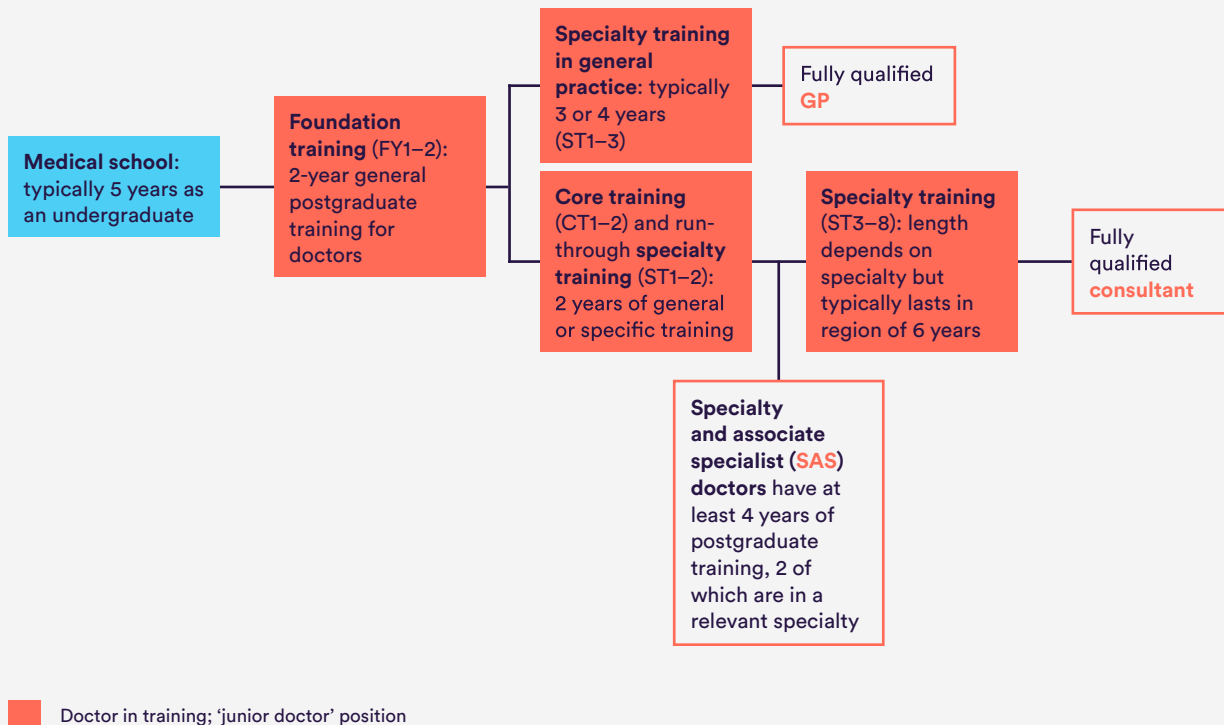 Medical school:
typically 5 years as
an undergraduate
Foundation
training (FY1–2):
2-year general
postgraduate
training for
doctors
Specialty training
in general
practice: typically
3 or 4 years
(ST1–3)
Fully qualified
GP
Core training
(CT1–2) and run-
through specialty
training (ST1–2):
2 years of general
or specific training
Specialty training
(ST3–8): length
depends on
specialty but
typically lasts in
region of 6 years
Fully
qualified
consultant
Specialty
and associate
specialist (SAS)
doctors have at
least 4 years of
postgraduate
training, 2 of
which are in a
relevant specialty
Doctor in training; ‘junior doctor’ position